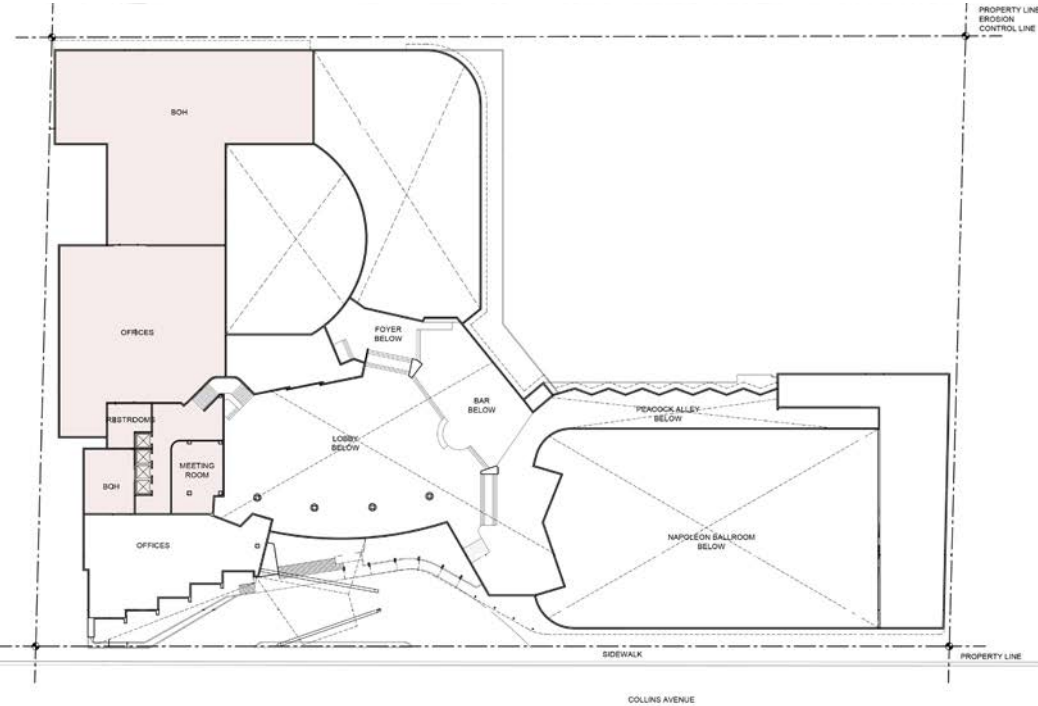 PROPERTY LINE
EROSION
CONTROL LINE
BOH
FOYER
BELOW
OFFICES
BAR
BELOW
PEACOCK ALLEY
BELOW
RESTROOMS
LOBBY
BELOW
MEETING
ROOM
BOH
NAPOLEON BALLROOM
BELOW
OFFICES
SIDEWALK
PROPERTY LINE
COLLINS AVENUE